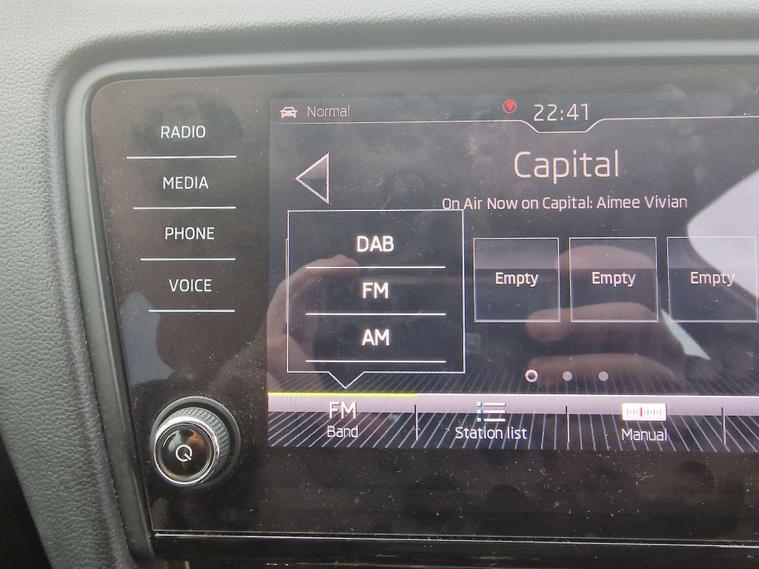 RADIO
MEDIA
PHONE
VOICE
Normal
22:41
Capital
On Air Now on Capital: Aimee Vivian
DAB
FM
AM
Empty
Empty
Empty
FM
Band
Station list
Manual